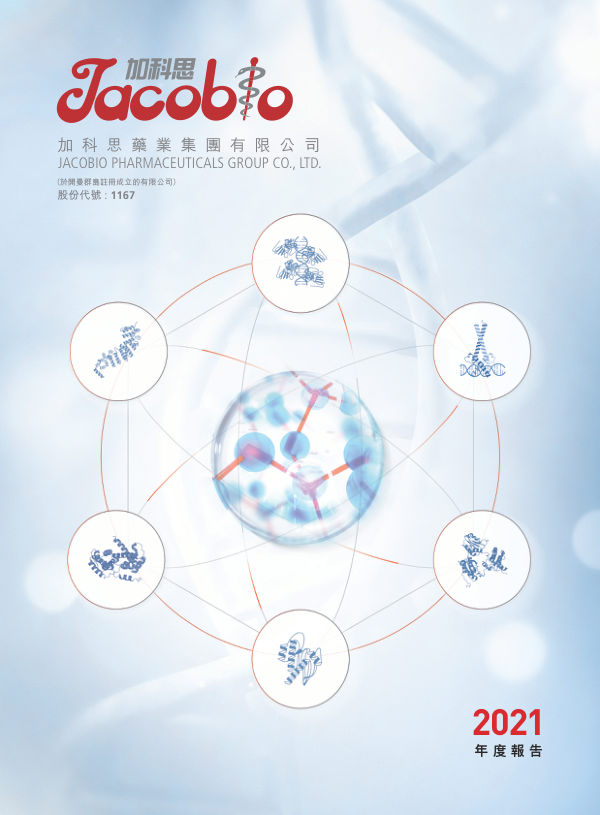 加科思
Jacobio
加科思藥業集團有限公司
JACOBIO PHARMACEUTICALS GROUP CO., LTD.
(於開曼群島註冊成立的有限公司)
股份代號 : 1167
2021
年度報告